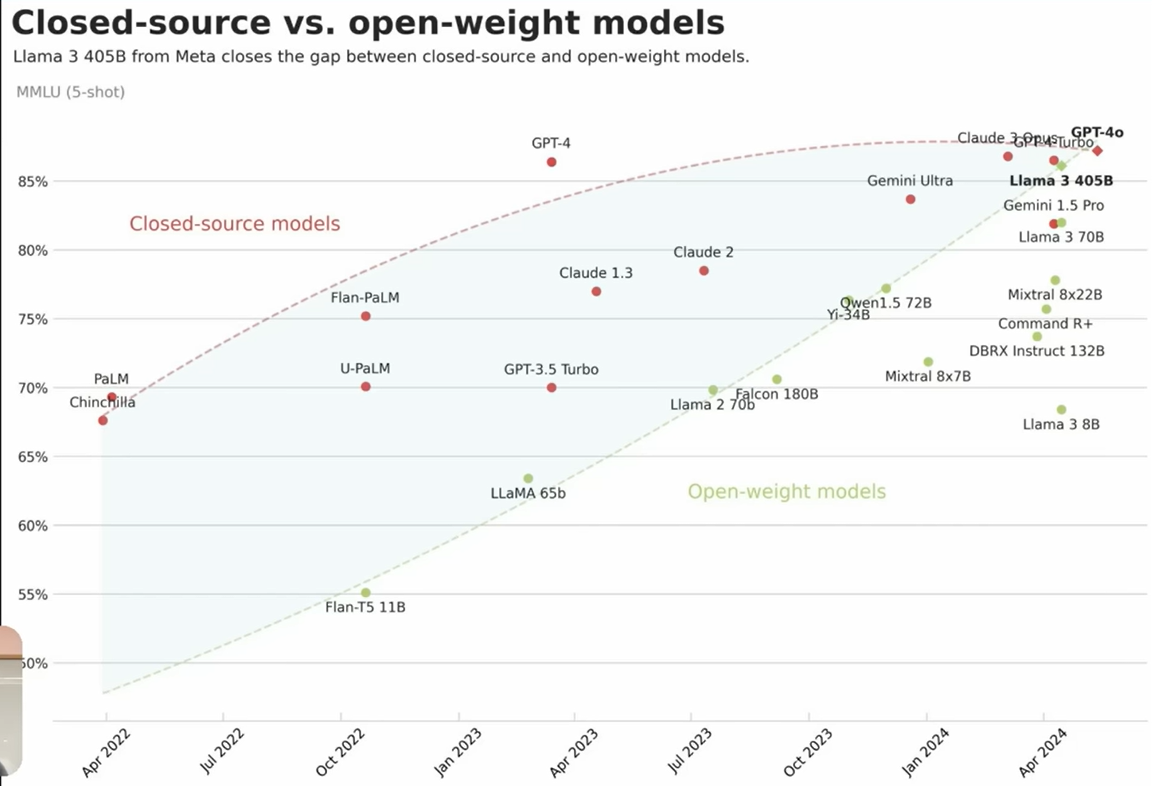 Closed-source vs. open-weight models
Llama 3 405B from Meta closes the gap between closed-source and open-weight models.
MMLU (5-shot)
GPT-4o
Claude 3 Opus
GPT-4 Turbo
GPT-4
85%
Gemini Ultra
Llama 3 405B
Gemini 1.5 Pro
Closed-source models
Llama 3 70B
80%
Claude 2
Claude 1.3
Flan-PaLM
Mixtral 8x22B
Qwen1.5 72B
Yi-34B
75%
Command R+
DBRX Instruct 132B
U-PaLM
GPT-3.5 Turbo
Mixtral 8x7B
PaLM
70%
Falcon 180B
Chinchilla
Llama 2 70b
Llama 3 8B
65%
LLaMA 65b
Open-weight models
60%
55%
Flan-T5 11B
50%
Apr 2022
Jul 2022
Oct 2022
Jan 2023
Apr 2023
Jul 2023
Oct 2023
Jan 2024
Apr 2024